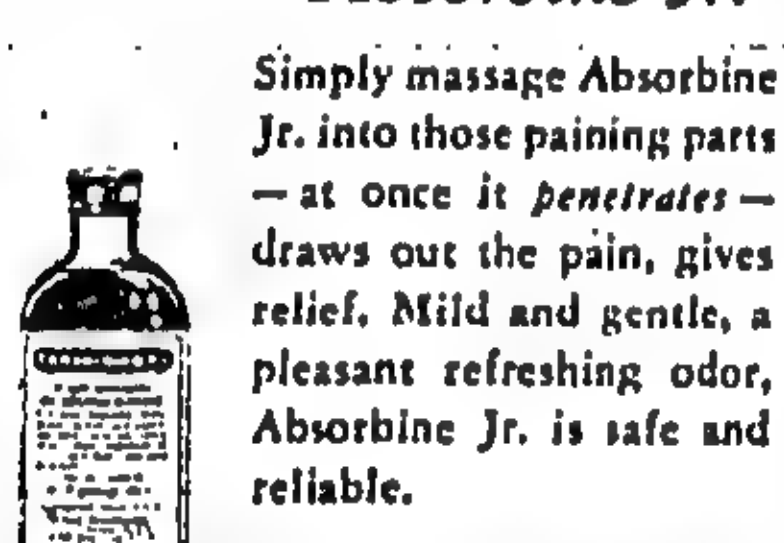 Simply massage Absorbine
Jr. into those paining parts
— at once it penetrates —
draws out the pain, gives
relief. Mild and gentle, a
pleasant refreshing odor,
Absorbine Jr. is safe and
reliable.